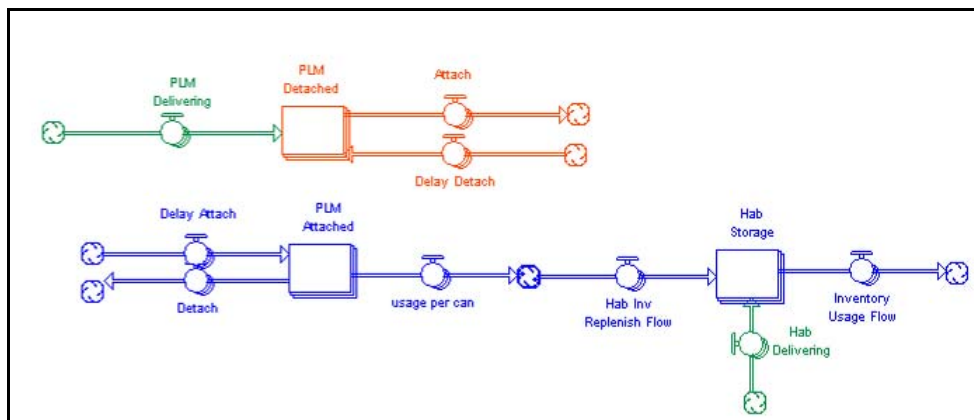 PLM
Delivering
PLM
Detached
Attach
Delay Detach
Delay Attach
PLM
Attached
Detach
usage per can
Hab Inv
Replenish Flow
Hab
Storage
Inventory
Usage Flow
Hab
Delivering